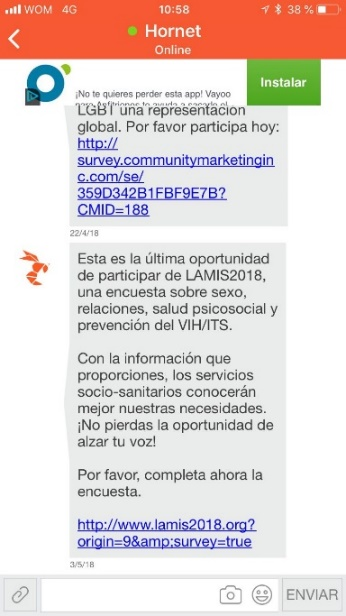 WOM 4G 10:58 38 %
Hornet
Online
¡No te quieres perder esta app! Vayoo
Instalar
LGBT una representación
global. Por favor participa hoy:
http://
survey.communitymarketingin
c.com/se/
359D342B1FBF9E7B?
CMID=188
22/4/18
Esta es la última oportunidad
de participar de LAMIS2018,
una encuesta sobre sexo,
relaciones, salud psicosocial y
prevención del VIH/ITS.
Con la información que
proporciones, los servicios
socio-sanitarios conocerán
mejor nuestras necesidades.
¡No pierdas la oportunidad de
alzar tu voz!
Por favor, completa ahora la
encuesta.
http://www.lamis2018.org?
origin=9&amp;survey=true
3/5/18
ENVIAR